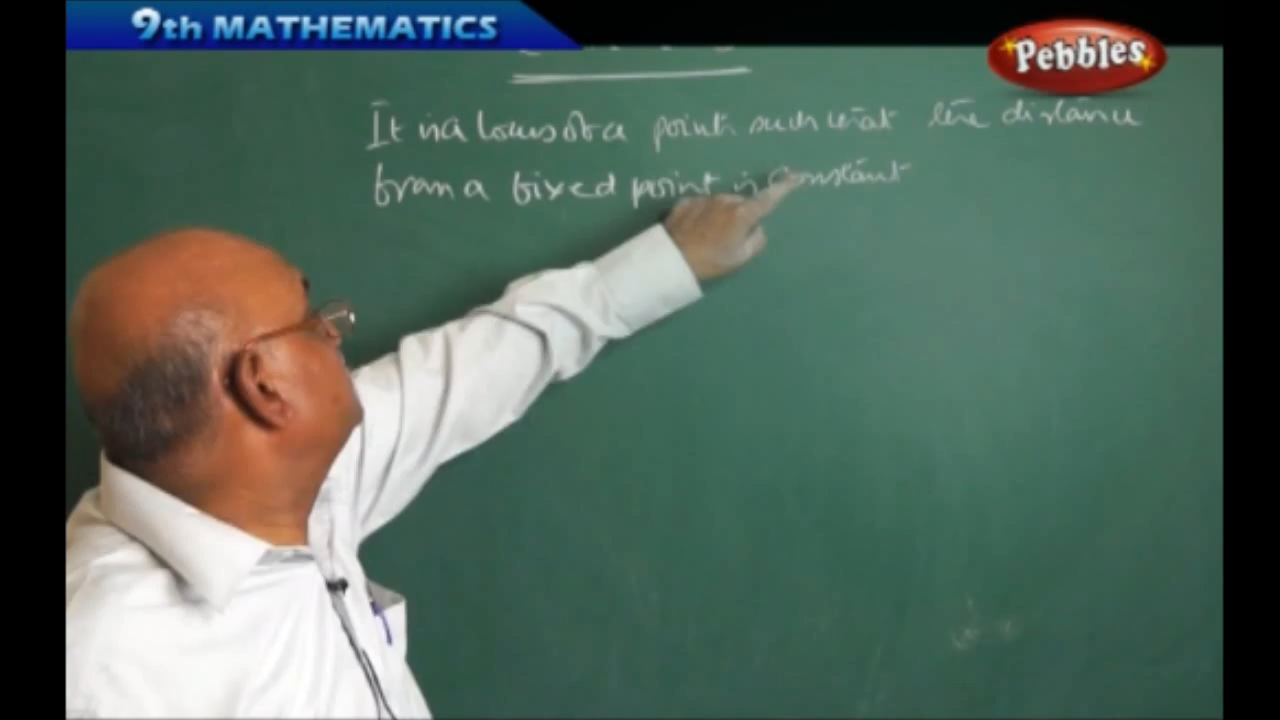 9th MATHEMATICS
Pebbles
It is a locus of a point such that the distance
from a fixed point is constant